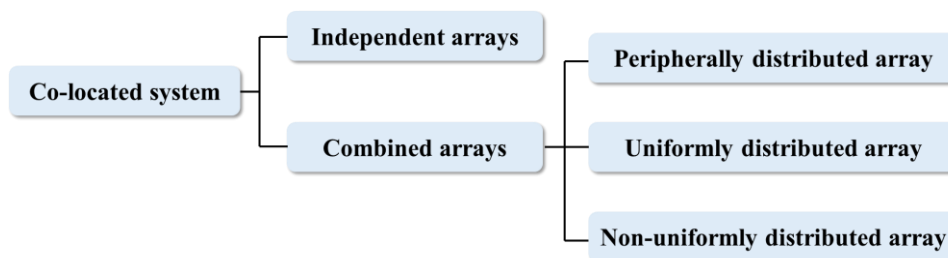 Co-located system
Independent arrays
Combined arrays
Peripherally distributed array
Uniformly distributed array
Non-uniformly distributed array